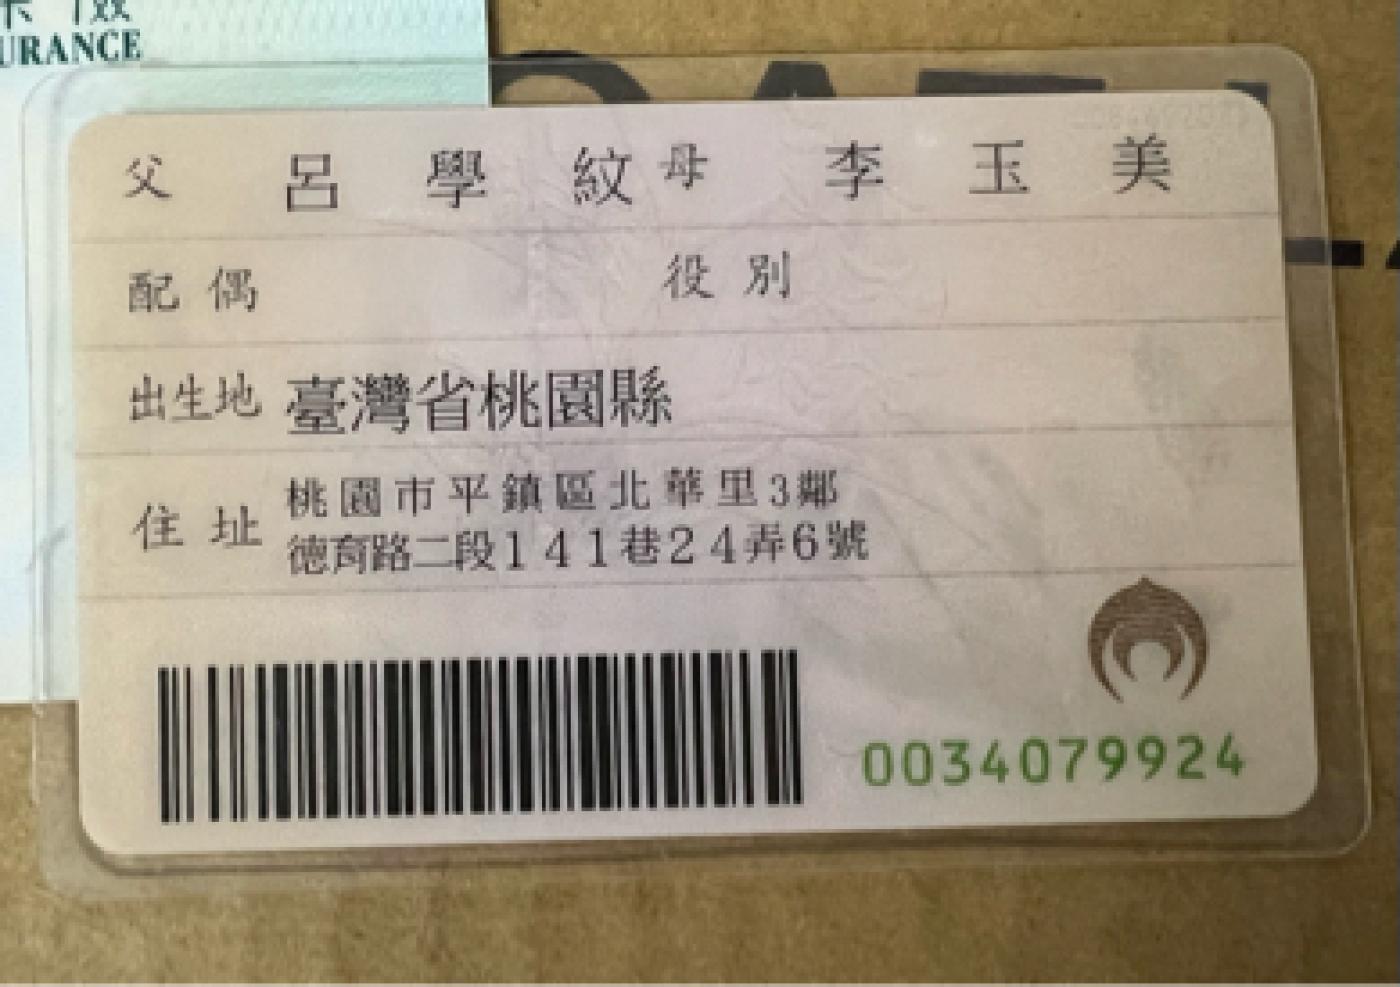 URANCE
父 呂學紋 母 李玉美
配偶 役別
出生地 臺灣省桃園縣
住址 桃園市平鎮區北華里3鄰
德育路二段141巷24弄6號
0034079924